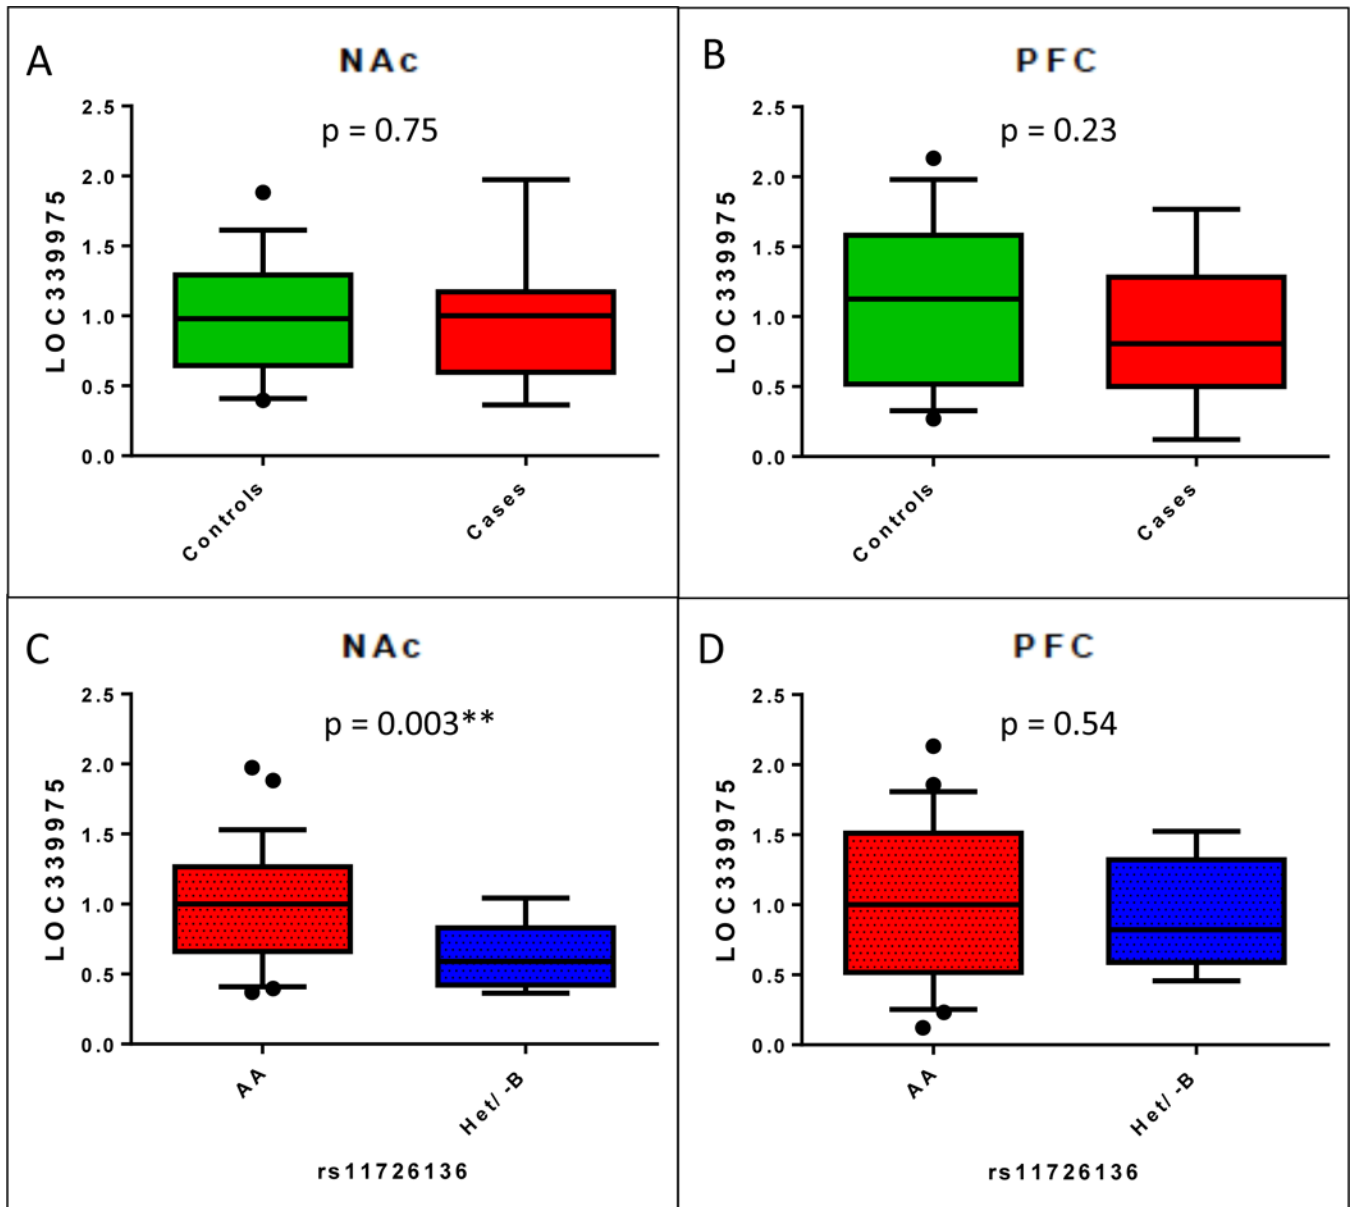 A
NAc
p = 0.75
LOC339975
2.5
2.0
1.5
1.0
0.5
0.0
Controls
Cases
B
PFC
p = 0.23
LOC339975
2.5
2.0
1.5
1.0
0.5
0.0
Controls
Cases
C
NAc
p = 0.003**
LOC339975
2.5
2.0
1.5
1.0
0.5
0.0
AA
Het/-B
rs11726136
D
PFC
p = 0.54
LOC339975
2.5
2.0
1.5
1.0
0.5
0.0
AA
Het/-B
rs11726136